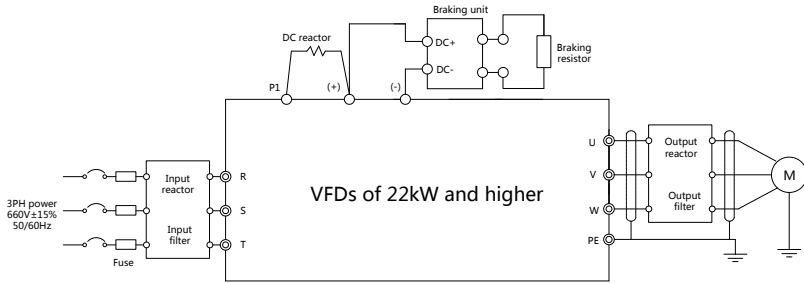 Braking unit
DC reactor
DC+
DC-
Braking
resistor
P1
(+)
(-)
3PH power
660V±15%
50/60Hz
Fuse
Input
reactor
Input
filter
R
S
T
VFDs of 22kW and higher
U
V
W
PE
Output
reactor
Output
filter
M